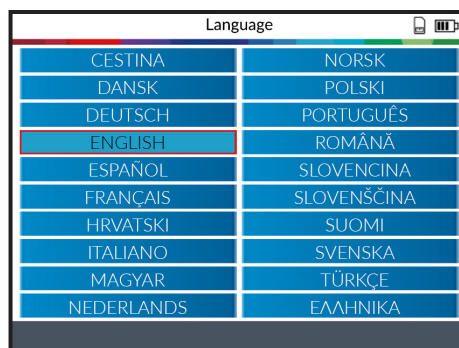 Language
CESTINA
DANSK
DEUTSCH
ENGLISH
ESPAÑOL
FRANÇAIS
HRVATSKI
ITALIANO
MAGYAR
NEDERLANDS
NORSK
POLSKI
PORTUGUÊS
ROMÂNĂ
SLOVENCINA
SLOVENŠČINA
SUOMI
SVENSKA
TÜRKÇE
ΕΛΛΗΝΙΚΑ